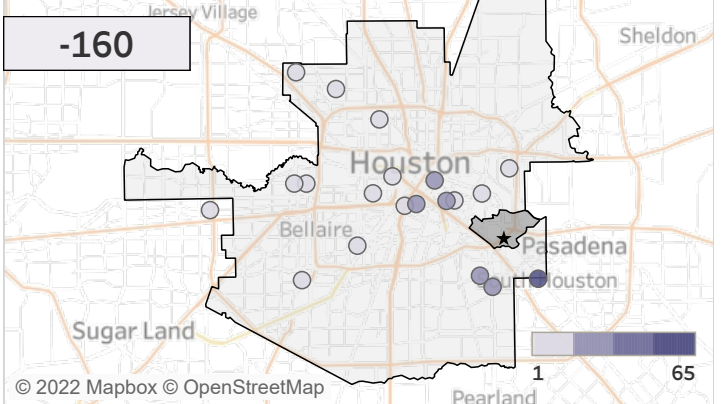 Jersey Village
-160
Sheldon
Houston
Bellaire
Pasadena
South Houston
Sugar Land
1 65
© 2022 Mapbox © OpenStreetMap
Pearland